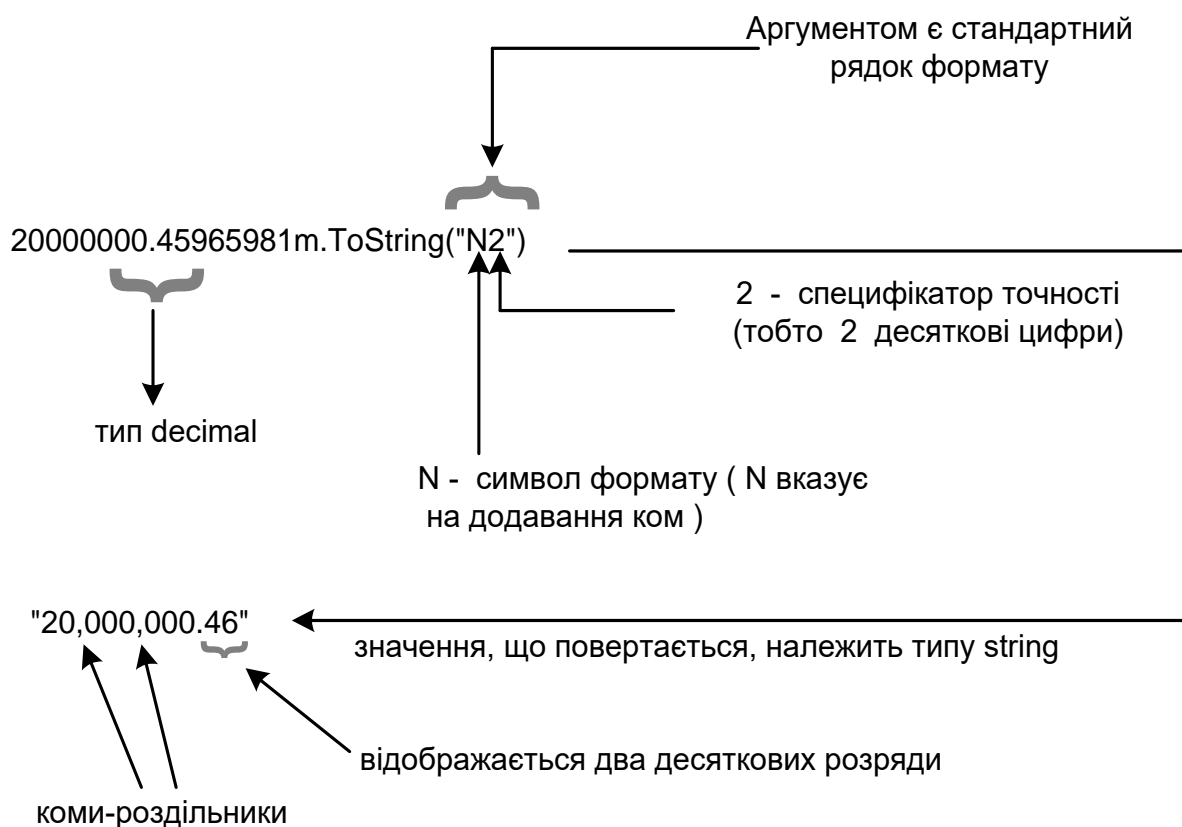 Аргументом є стандартний
рядок формату
20000000.45965981m.ToString("N2")
2 - специфікатор точності
(тобто 2 десяткові цифри)
тип decimal
N - символ формату ( N вказує
на додавання ком )
"20,000,000.46"
значення, що повертається, належить типу string
відображається два десяткових розряди
коми-роздільники